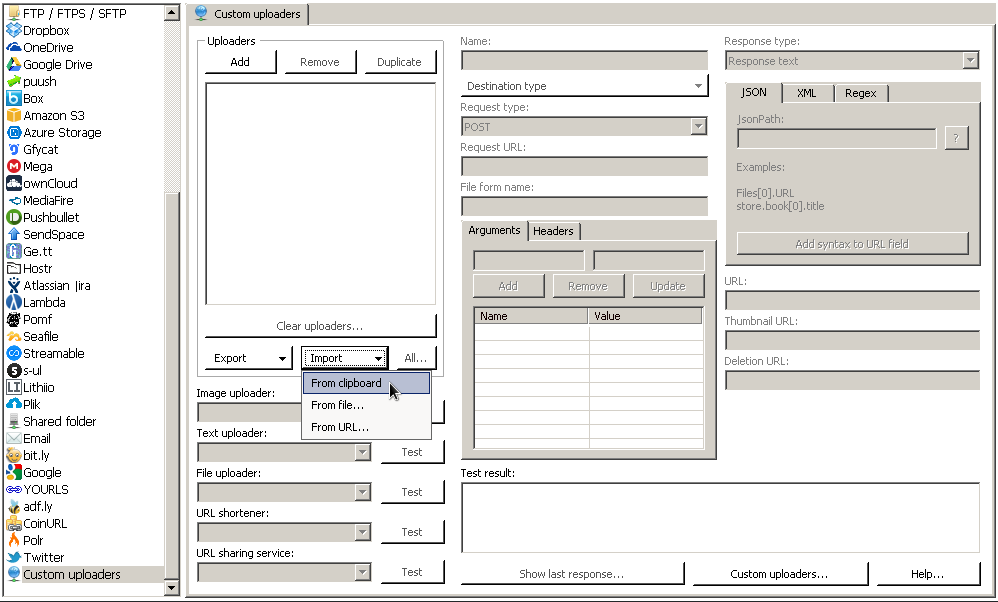 FTP / FTPS / SFTP
Dropbox
OneDrive
Google Drive
puush
Box
Amazon S3
Azure Storage
Gfycat
Mega
ownCloud
MediaFire
Pushbullet
SendSpace
Ge.tt
Hostr
Atlassian Jira
Lambda
Pomf
Seafile
Streamable
s-ul
Lithiio
Plik
Shared folder
Email
bit.ly
Google
YOURLS
adf.ly
CoinURL
Polr
Twitter
Custom uploaders
Custom uploaders
Uploaders
Add Remove Duplicate
Clear uploaders...
Export Import All...
From clipboard
From file...
From URL...
Image uploader:
Text uploader:
Test
File uploader:
Test
URL shortener:
Test
URL sharing service:
Test
Name:
Destination type
Request type:
POST
Request URL:
File form name:
Arguments Headers
Add Remove Update
Name Value
Response type:
Response text
JSON XML Regex
JsonPath:
?
Examples:
Files[0].URL
store.book[0].title
Add syntax to URL field
URL:
Thumbnail URL:
Deletion URL:
Test result:
Show last response... Custom uploaders... Help...